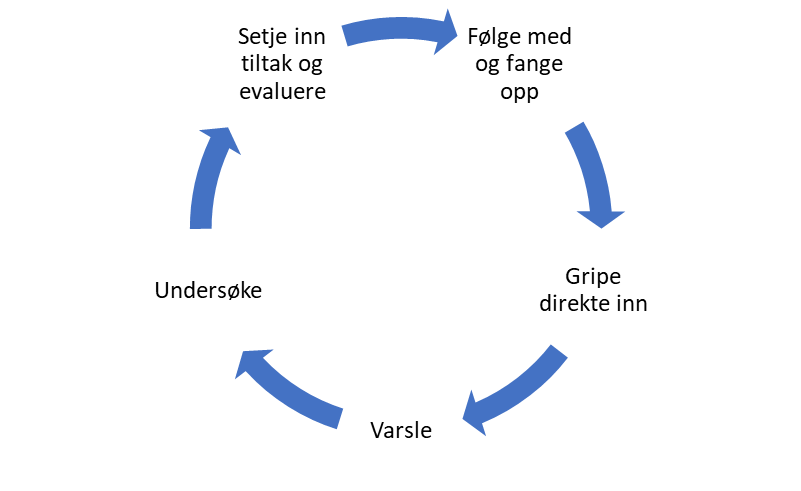 Setje inn
tiltak og
evaluere
Følge med
og fange
opp
Gripe
direkte inn
Varsle
Undersøke